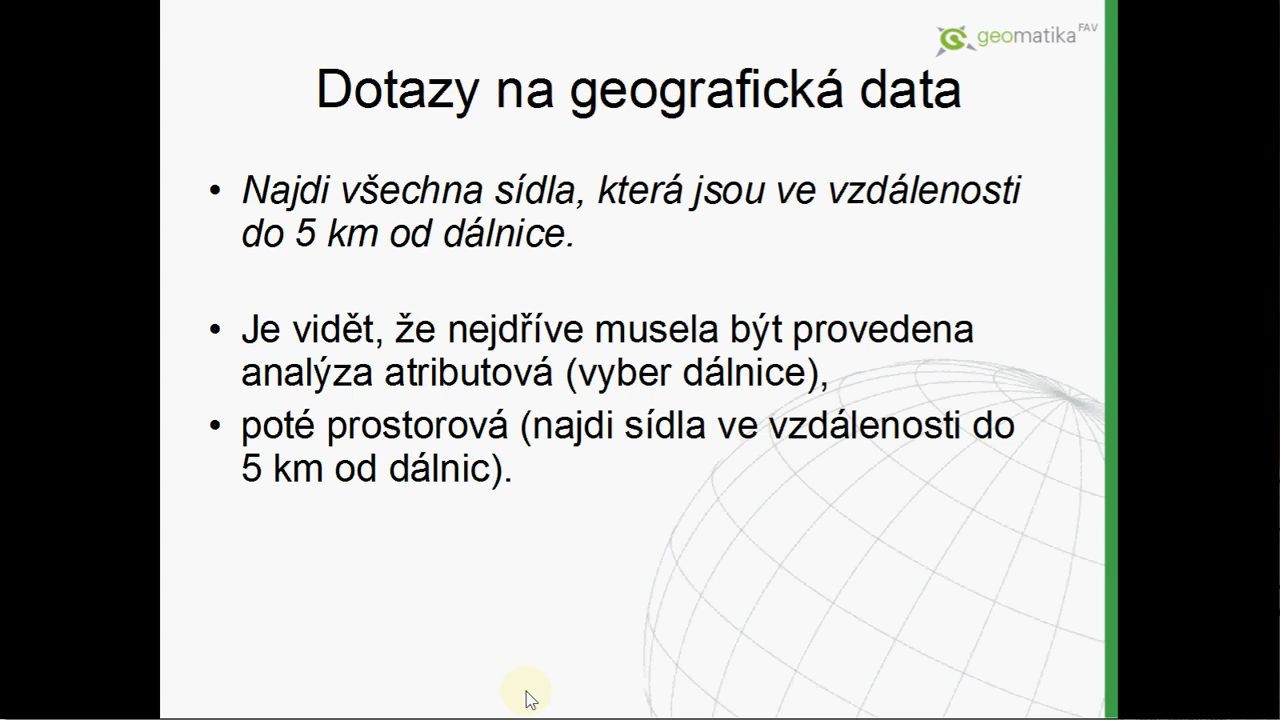 geomatika FAV
Dotazy na geografická data
• Najdi všechna sídla, která jsou ve vzdálenosti
do 5 km od dálnice.
• Je vidět, že nejdříve musela být provedena
analýza atributová (vyber dálnice),
• poté prostorová (najdi sídla ve vzdálenosti do
5 km od dálnic).